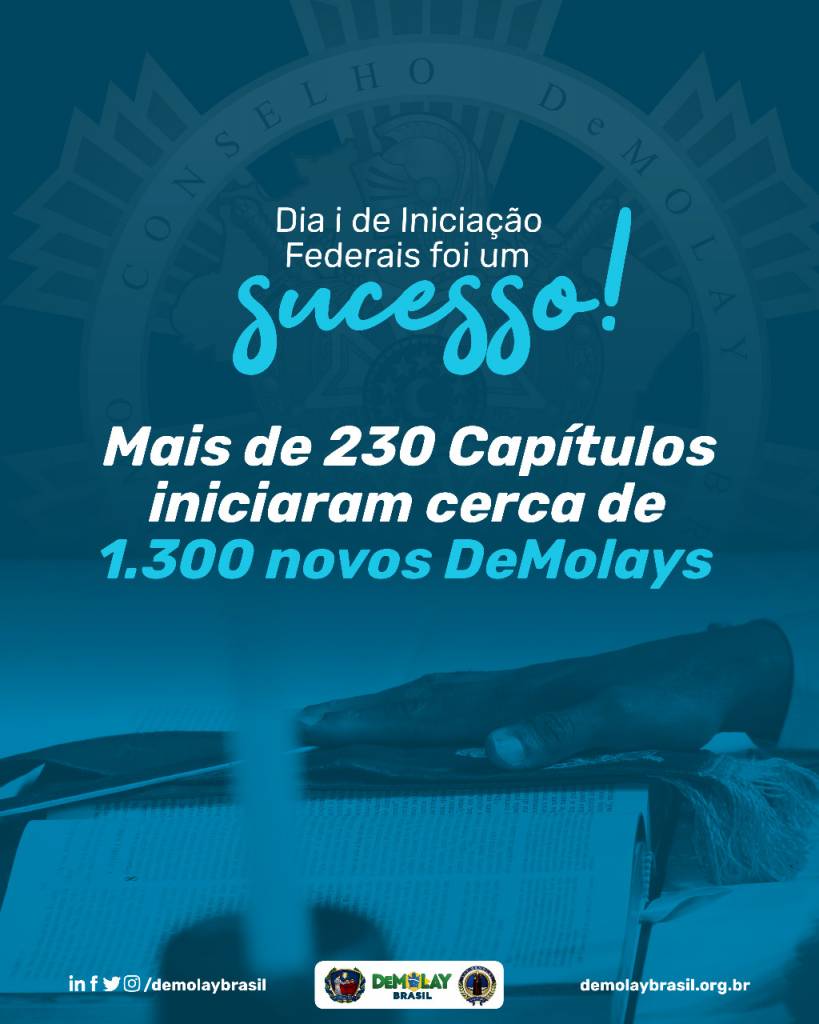 CONSELHO DeMOLAY
Dia i de Iniciação
Federais foi um
sucesso!
Mais de 230 Capítulos
iniciaram cerca de
1.300 novos DeMolays
in f /demolaybrasil
DEMOLAY
BRASIL
demolaybrasil.org.br